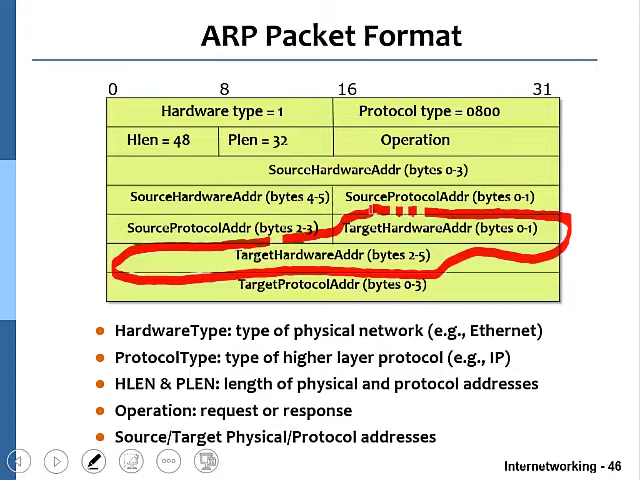 ARP Packet Format
0 8 16 31
Hardware type = 1 Protocol type = 0800
Hlen = 48 Plen = 32 Operation
SourceHardwareAddr (bytes 0-3)
SourceHardwareAddr (bytes 4-5) SourceProtocolAddr (bytes 0-1)
SourceProtocolAddr (bytes 2-3) TargetHardwareAddr (bytes 0-1)
TargetHardwareAddr (bytes 2-5)
TargetProtocolAddr (bytes 0-3)
HardwareType: type of physical network (e.g., Ethernet)
ProtocolType: type of higher layer protocol (e.g., IP)
HLEN & PLEN: length of physical and protocol addresses
Operation: request or response
Source/Target Physical/Protocol addresses
Internetworking - 46